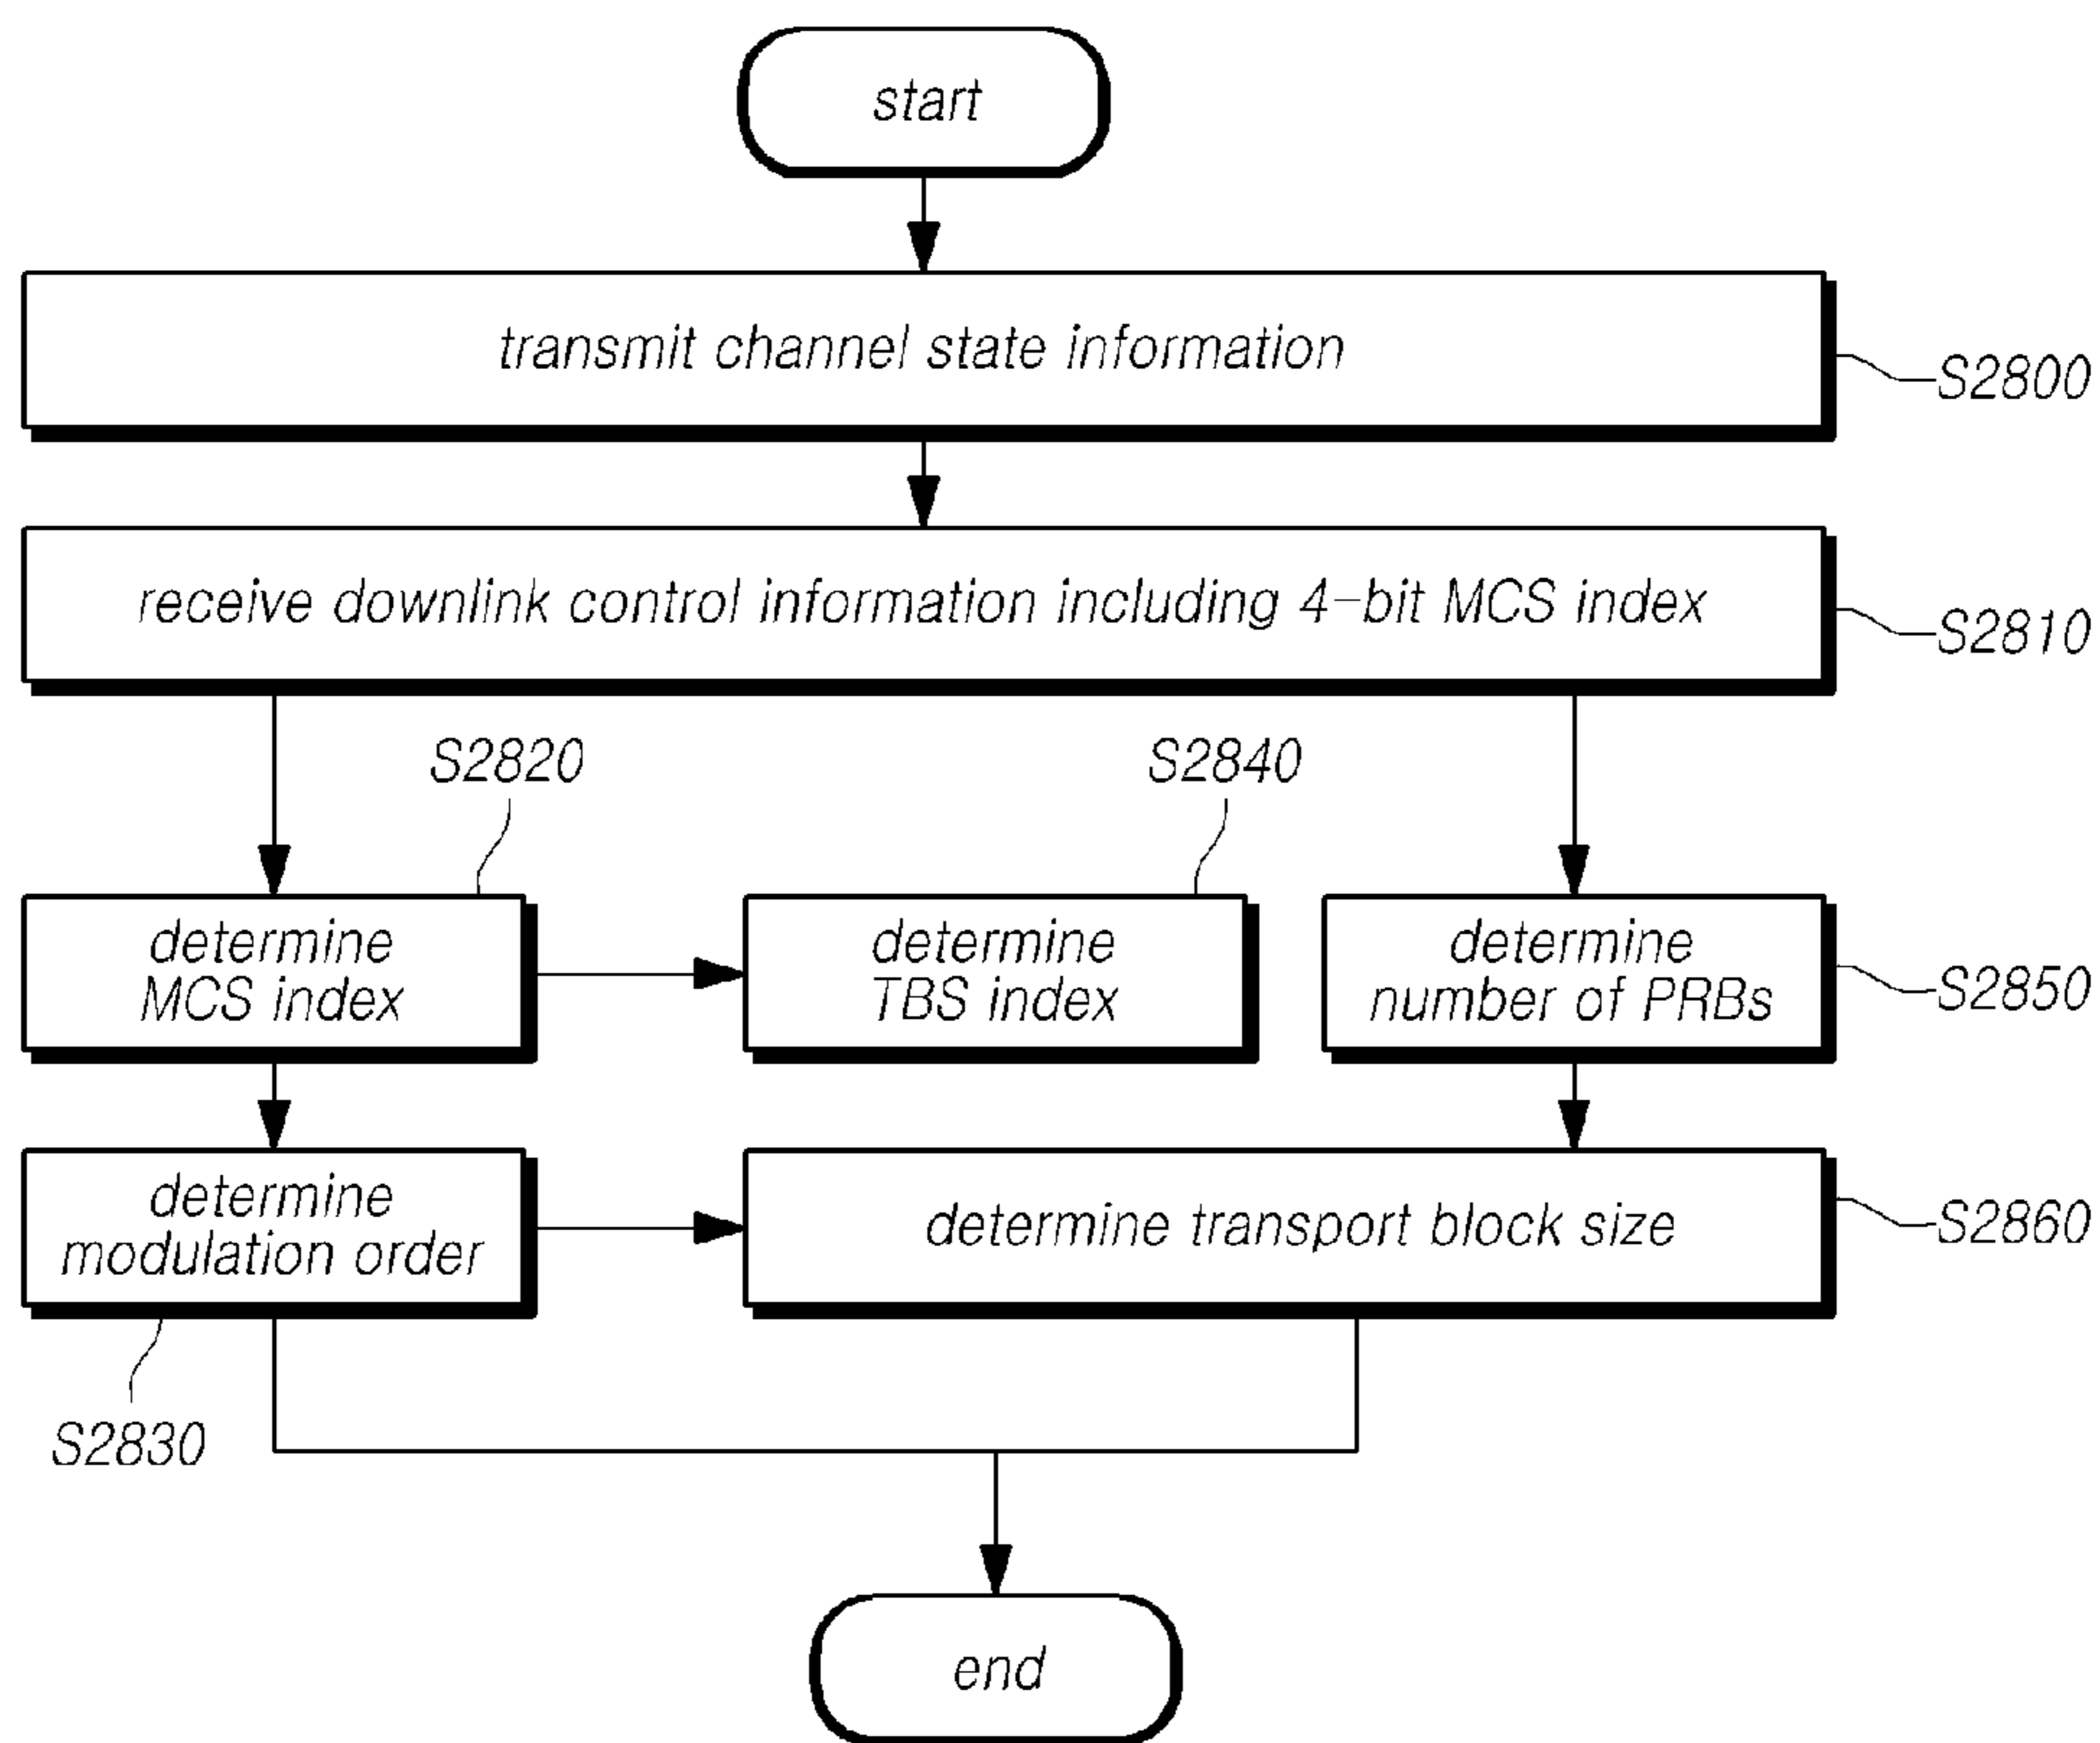 start
transmit channel state information
S2800
receive downlink control information including 4-bit MCS index
S2810
S2820
S2840
determine
MCS index
determine
TBS index
determine
number of PRBs
S2850
determine
modulation order
determine transport block size
S2860
S2830
end